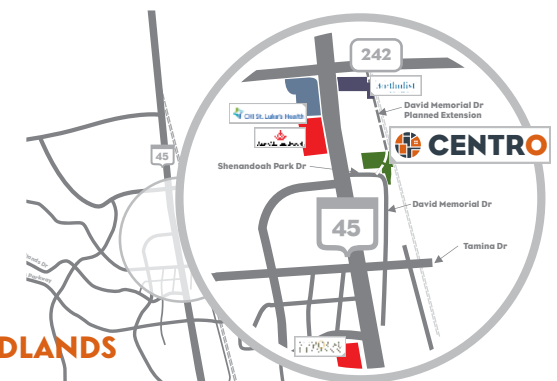 242
Methodist
David Memorial Dr
Planned Extension
CHI St. Luke's Health
CENTRO
Shenandoah Park Dr
45
David Memorial Dr
45
Tamina Dr
Parkway
DLANDS